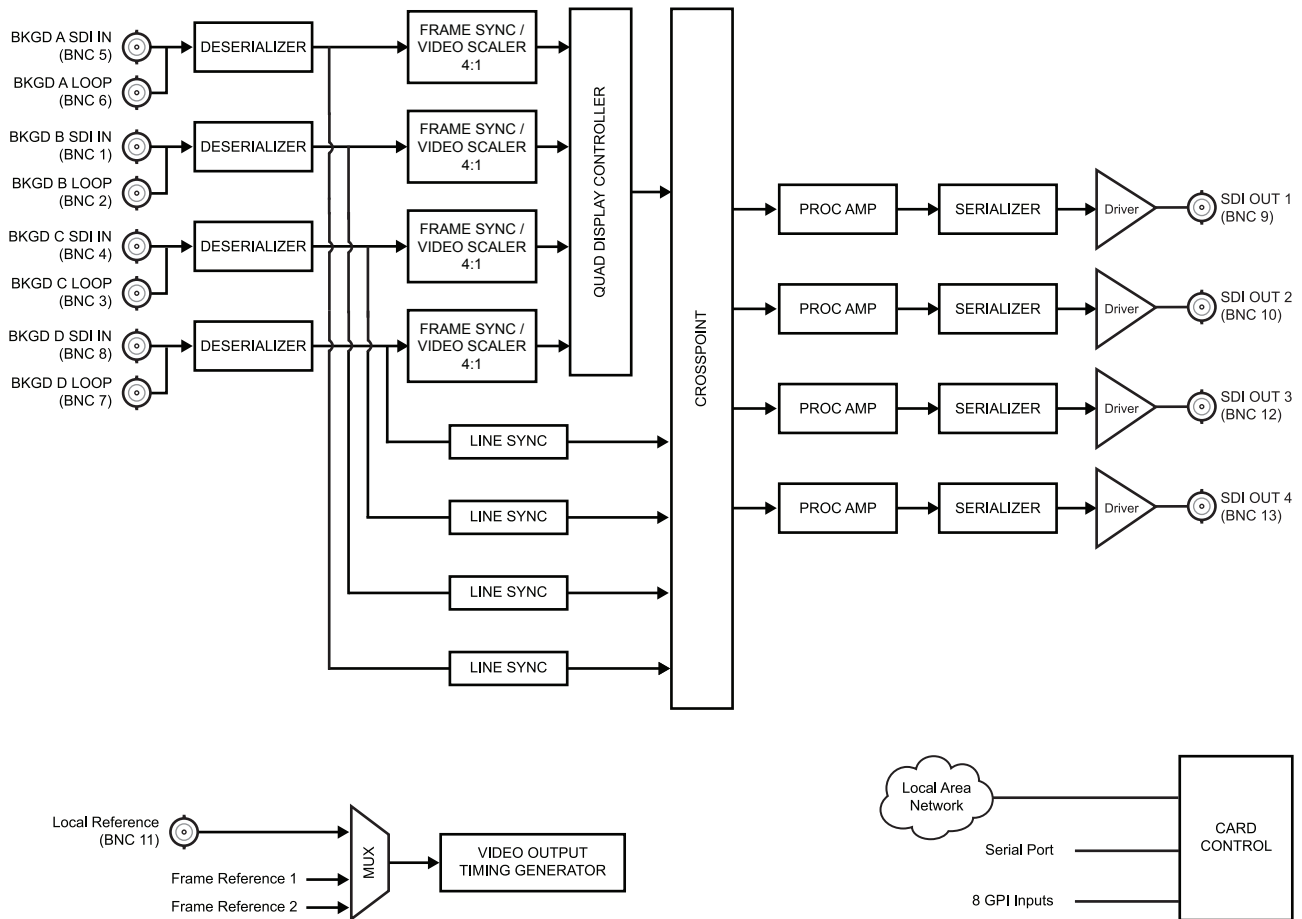 BKGD A SDI IN
(BNC 5)
BKGD A LOOP
(BNC 6)
BKGD B SDI IN
(BNC 1)
BKGD B LOOP
(BNC 2)
BKGD C SDI IN
(BNC 4)
BKGD C LOOP
(BNC 3)
BKGD D SDI IN
(BNC 8)
BKGD D LOOP
(BNC 7)
DESERIALIZER
DESERIALIZER
DESERIALIZER
DESERIALIZER
FRAME SYNC /
VIDEO SCALER
4:1
FRAME SYNC /
VIDEO SCALER
4:1
FRAME SYNC /
VIDEO SCALER
4:1
FRAME SYNC /
VIDEO SCALER
4:1
QUAD DISPLAY CONTROLLER
LINE SYNC
LINE SYNC
LINE SYNC
LINE SYNC
CROSSPOINT
PROC AMP
SERIALIZER
Driver
SDI OUT 1
(BNC 9)
PROC AMP
SERIALIZER
Driver
SDI OUT 2
(BNC 10)
PROC AMP
SERIALIZER
Driver
SDI OUT 3
(BNC 12)
PROC AMP
SERIALIZER
Driver
SDI OUT 4
(BNC 13)
Local Reference
(BNC 11)
Frame Reference 1
Frame Reference 2
MUX
VIDEO OUTPUT
TIMING GENERATOR
Local Area
Network
Serial Port
8 GPI Inputs
CARD
CONTROL